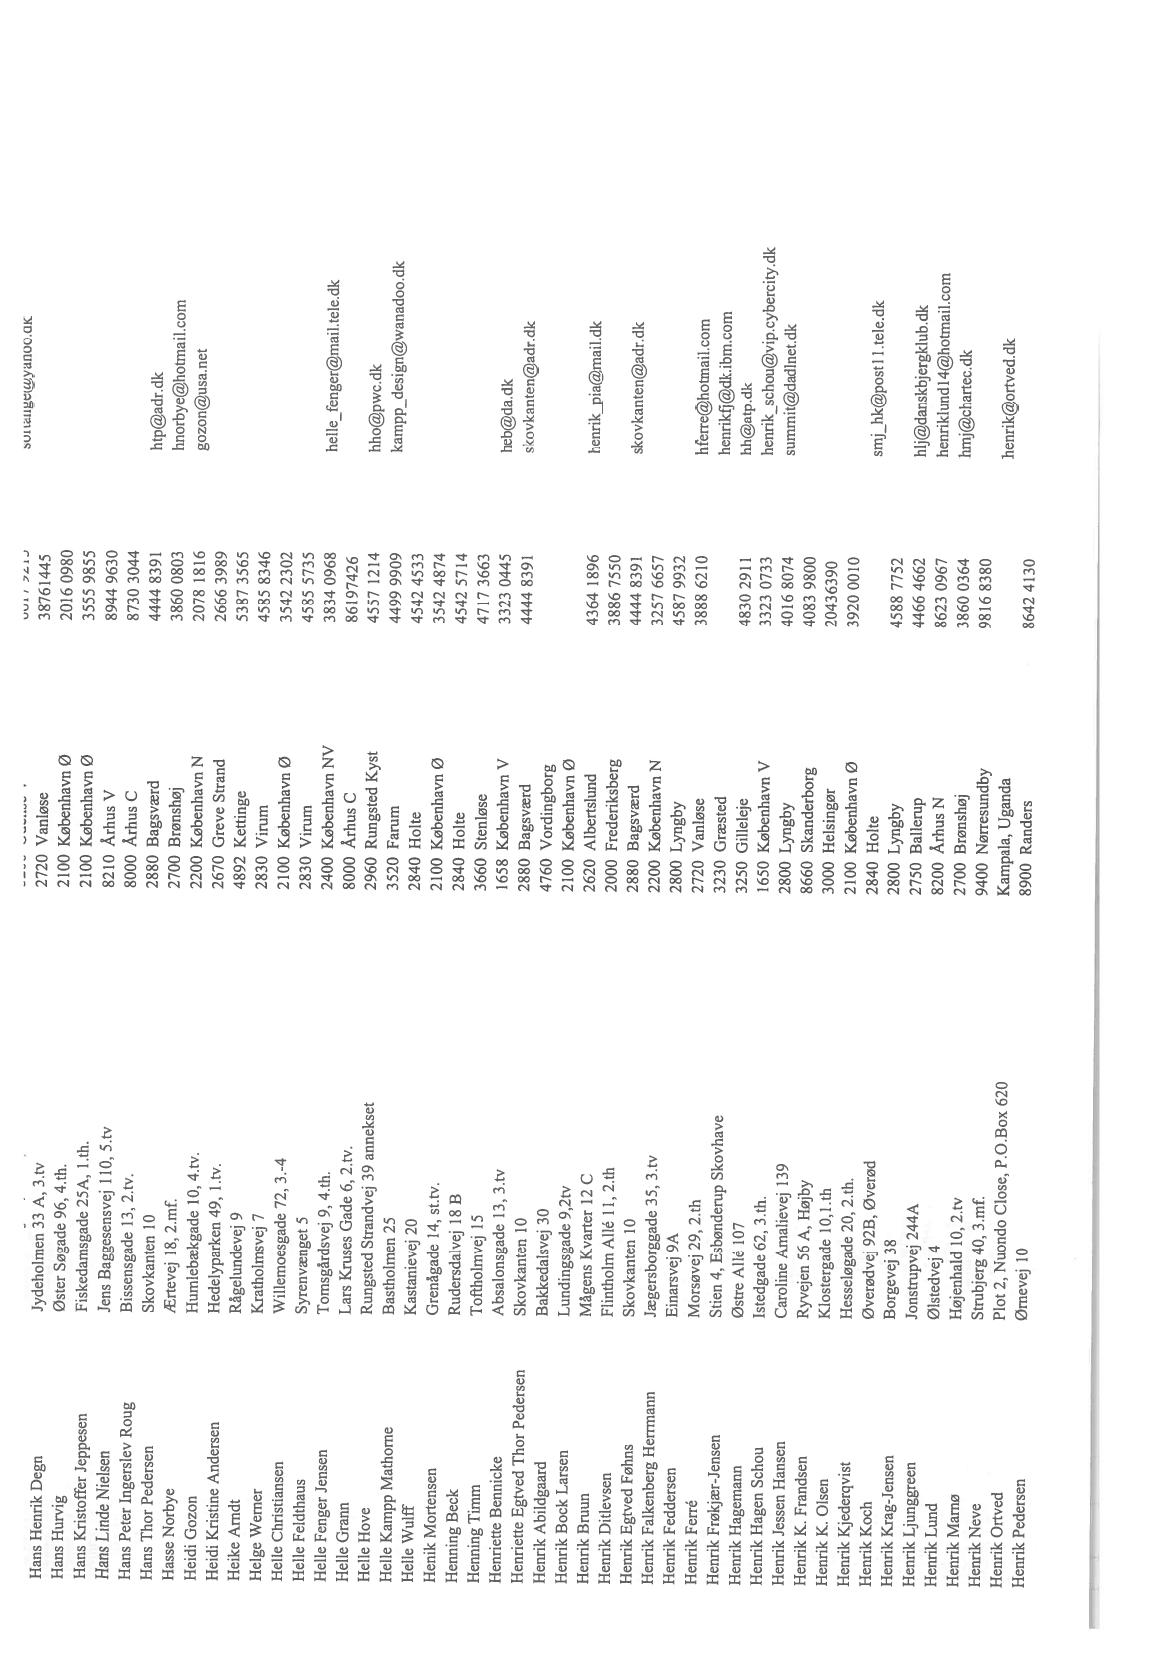 Hans Henrik Degn Jydeholmen 33 A, 3.tv 2720 Vanløse 38761445
Hans Hurvig Øster Søgade 96, 4.th. 2100 København Ø 2016 0980
Hans Kristoffer Jeppesen Fiskedamsgade 25A, 1.th. 2100 København Ø 3555 9855
Hans Linde Nielsen Jens Baggesensvej 110, 5.tv 8210 Århus V 8944 9630
Hans Peter Ingerslev Roug Bissensgade 13, 2.tv. 8000 Århus C 8730 3044
Hans Thor Pedersen Skovkanten 10 2880 Bagsværd 4444 8391 htp@adr.dk
Hasse Norbye Ærtevej 18, 2.mf. 2700 Brønshøj 3860 0803 hnorbye@hotmail.com
Heidi Gozon Humlebækgade 10, 4.tv. 2200 København N 2078 1816 gozon@usa.net
Heidi Kristine Andersen Hedelyparken 49, 1.tv. 2670 Greve Strand 2666 3989
Heike Arndt Rågelundevej 9 4892 Kettinge 5387 3565
Helge Werner Kratholmsvej 7 2830 Virum 4585 8346
Helle Christiansen Willemoesgade 72, 3.-4 2100 København Ø 3542 2302
Helle Feldthaus Syrenvænget 5 2830 Virum 4585 5735
Helle Fenger Jensen Tomsgårdsvej 9, 4.th. 2400 København NV 3834 0968 helle_fenger@mail.tele.dk
Helle Grann Lars Kruses Gade 6, 2.tv. 8000 Århus C 86197426
Helle Hove Rungsted Strandvej 39 annekset 2960 Rungsted Kyst 4557 1214 hho@pwc.dk
Helle Kampp Mathorne Bastholmen 25 3520 Farum 4499 9909 kampp_design@wanadoo.dk
Helle Wulff Kastanievej 20 2840 Holte 4542 4533
Henik Mortensen Grenågade 14, st.tv. 2100 København Ø 3542 4874
Henning Beck Rudersdalvej 18 B 2840 Holte 4542 5714
Henning Timm Toftholmvej 15 3660 Stenløse 4717 3663
Henriette Bennicke Absalonsgade 13, 3.tv 1658 København V 3323 0445 heb@da.dk
Henriette Egtved Thor Pedersen Skovkanten 10 2880 Bagsværd 4444 8391 skovkanten@adr.dk
Henrik Abildgaard Bakkedalsvej 30 4760 Vordingborg
Henrik Bock Larsen Lundingsgade 9,2tv 2100 København Ø
Henrik Bruun Mågens Kvarter 12 C 2620 Albertslund 4364 1896 henrik_pia@mail.dk
Henrik Ditlevsen Flintholm Allé 11, 2.th 2000 Frederiksberg 3886 7550
Henrik Egtved Føhns Skovkanten 10 2880 Bagsværd 4444 8391 skovkanten@adr.dk
Henrik Falkenberg Herrmann Jægersborggade 35, 3.tv 2200 København N 3257 6657
Henrik Feddersen Einarsvej 9A 2800 Lyngby 4587 9932
Henrik Ferré Morsøvej 29, 2.th 2720 Vanløse 3888 6210 hferre@hotmail.com
Henrik Frøkjær-Jensen Stien 4, Esbønderup Skovhave 3230 Græsted henrikfj@dk.ibm.com
Henrik Hagemann Østre Allé 107 3250 Gilleleje 4830 2911 hh@atp.dk
Henrik Hagen Schou Istedgade 62, 3.th. 1650 København V 3323 0733 henrik_schou@vip.cybercity.dk
Henrik Jessen Hansen Caroline Amalievej 139 2800 Lyngby 4016 8074 summit@dadlnet.dk
Henrik K. Frandsen Ryvejen 56 A, Højby 8660 Skanderborg 4083 9800
Henrik K. Olsen Klostergade 10,1.th 3000 Helsingør 20436390
Henrik Kjederqvist Hesseløgade 20, 2.th. 2100 København Ø 3920 0010
Henrik Koch Øverødvej 92B, Øverød 2840 Holte smj_hk@post11.tele.dk
Henrik Krag-Jensen Borgevej 38 2800 Lyngby 4588 7752
Henrik Ljunggreen Jonstrupvej 244A 2750 Ballerup 4466 4662 hlj@danskbjergklub.dk
Henrik Lund Ølstedvej 4 8200 Århus N 8623 0967 henriklund14@hotmail.com
Henrik Marnø Højenhald 10, 2.tv 2700 Brønshøj 3860 0364 hmj@chartec.dk
Henrik Neve Strubjerg 40, 3.mf. 9400 Nørresundby 9816 8380
Henrik Ortved Plot 2, Nuondo Close, P.O.Box 620 Kampala, Uganda henrik@ortved.dk
Henrik Pedersen Ørnevej 10 8900 Randers 8642 4130